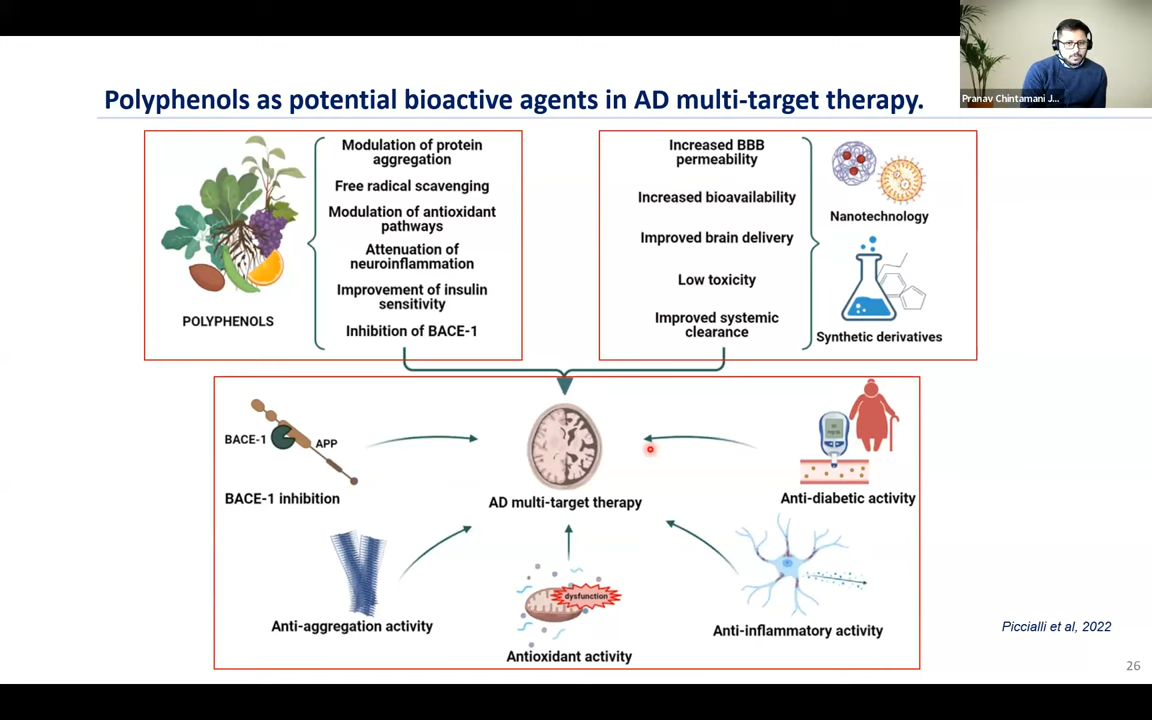 Pranav Chintamani J...
Polyphenols as potential bioactive agents in AD multi-target therapy.
Modulation of protein
aggregation
Free radical scavenging
Modulation of antioxidant
pathways
Attenuation of
neuroinflammation
Improvement of insulin
sensitivity
Inhibition of BACE-1
POLYPHENOLS
Increased BBB
permeability
Increased bioavailability
Improved brain delivery
Low toxicity
Improved systemic
clearance
Nanotechnology
Synthetic derivatives
BACE-1
APP
BACE-1 inhibition
AD multi-target therapy
Anti-diabetic activity
Anti-aggregation activity
dysfunction
Antioxidant activity
Anti-inflammatory activity
Piccialli et al, 2022
26